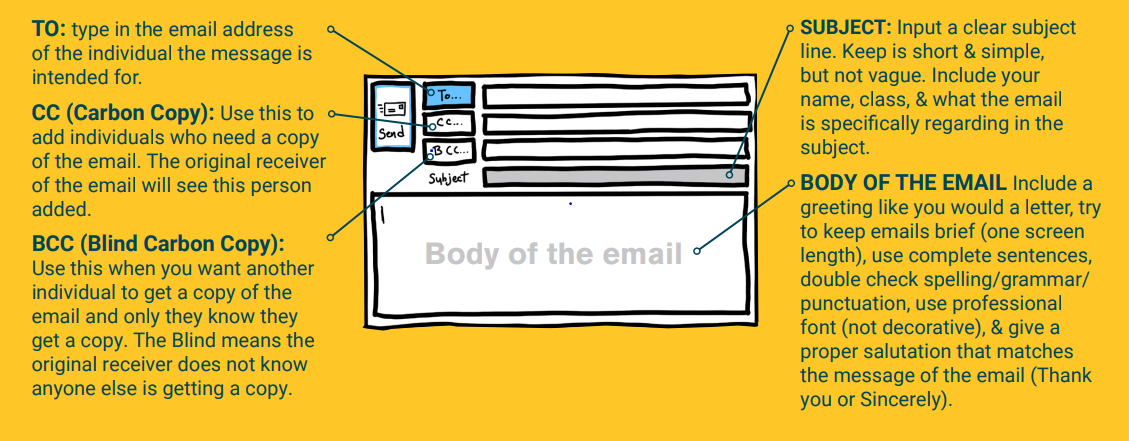 TO: type in the email address
of the individual the message is
intended for.
CC (Carbon Copy): Use this to
add individuals who need a copy
of the email. The original receiver
of the email will see this person
added.
BCC (Blind Carbon Copy):
Use this when you want another
individual to get a copy of the
email and only they know they
get a copy. The Blind means the
original receiver does not know
anyone else is getting a copy.
Send
To...
CC...
BCC...
Subject
Body of the email
SUBJECT: Input a clear subject
line. Keep is short & simple,
but not vague. Include your
name, class, & what the email
is specifically regarding in the
subject.
BODY OF THE EMAIL Include a
greeting like you would a letter, try
to keep emails brief (one screen
length), use complete sentences,
double check spelling/grammar/
punctuation, use professional
font (not decorative), & give a
proper salutation that matches
the message of the email (Thank
you or Sincerely).